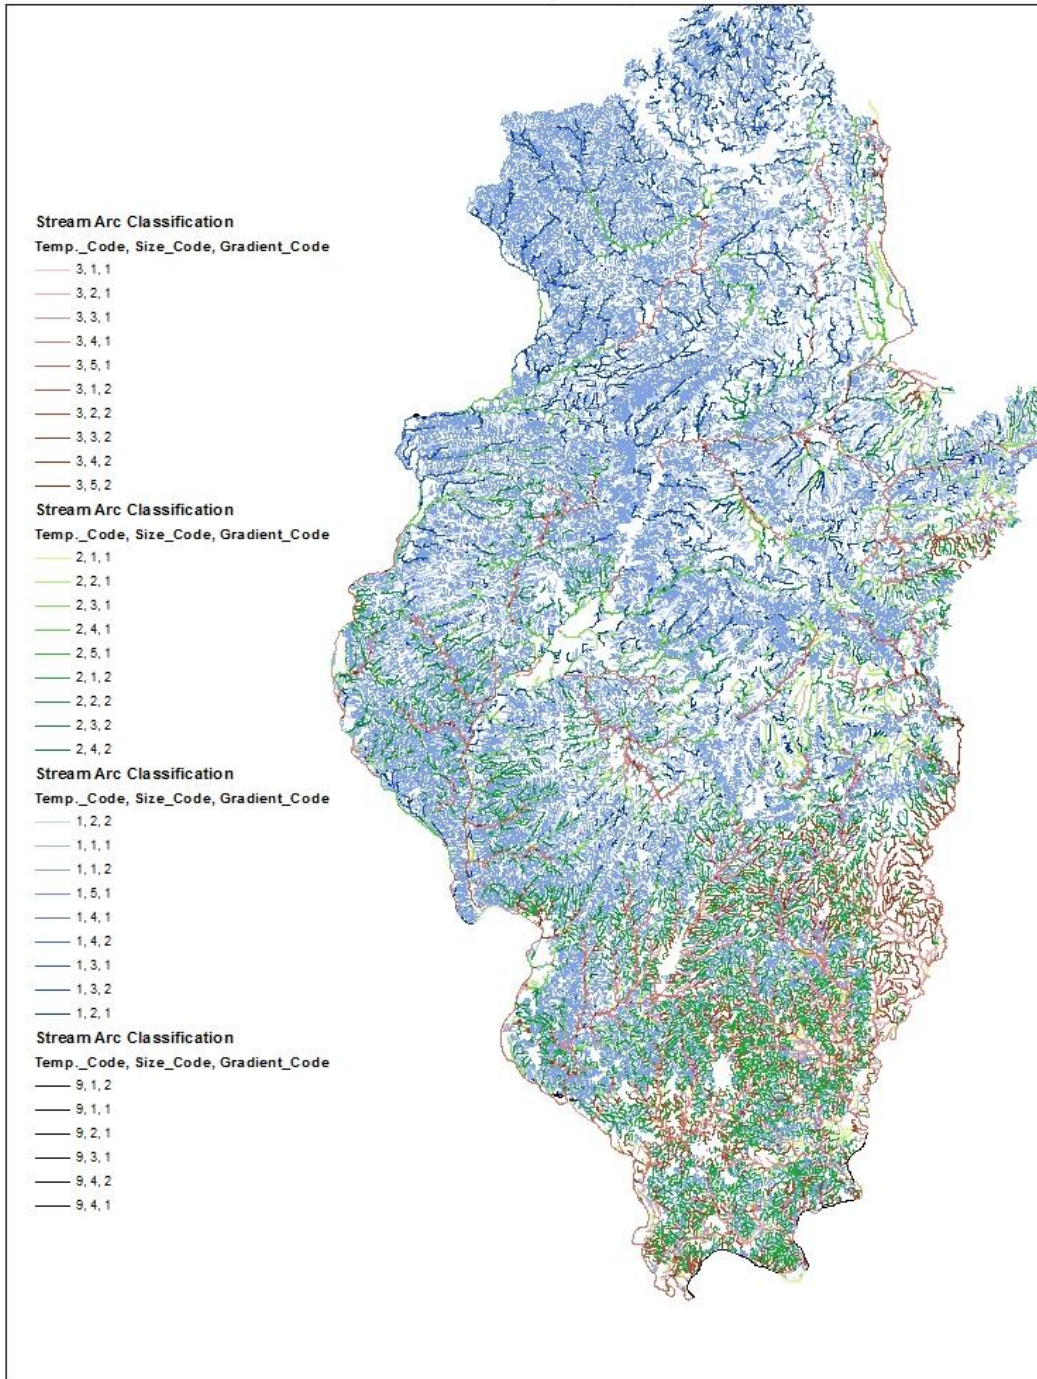 Stream Arc Classification
Temp._Code, Size_Code, Gradient_Code
3, 1, 1
3, 2, 1
3, 3, 1
3, 4, 1
3, 5, 1
3, 1, 2
3, 2, 2
3, 3, 2
3, 4, 2
3, 5, 2
Stream Arc Classification
Temp._Code, Size_Code, Gradient_Code
2, 1, 1
2, 2, 1
2, 3, 1
2, 4, 1
2, 5, 1
2, 1, 2
2, 2, 2
2, 3, 2
2, 4, 2
Stream Arc Classification
Temp._Code, Size_Code, Gradient_Code
1, 2, 2
1, 1, 1
1, 1, 2
1, 5, 1
1, 4, 1
1, 4, 2
1, 3, 1
1, 3, 2
1, 2, 1
Stream Arc Classification
Temp._Code, Size_Code, Gradient_Code
9, 1, 2
9, 1, 1
9, 2, 1
9, 3, 1
9, 4, 2
9, 4, 1